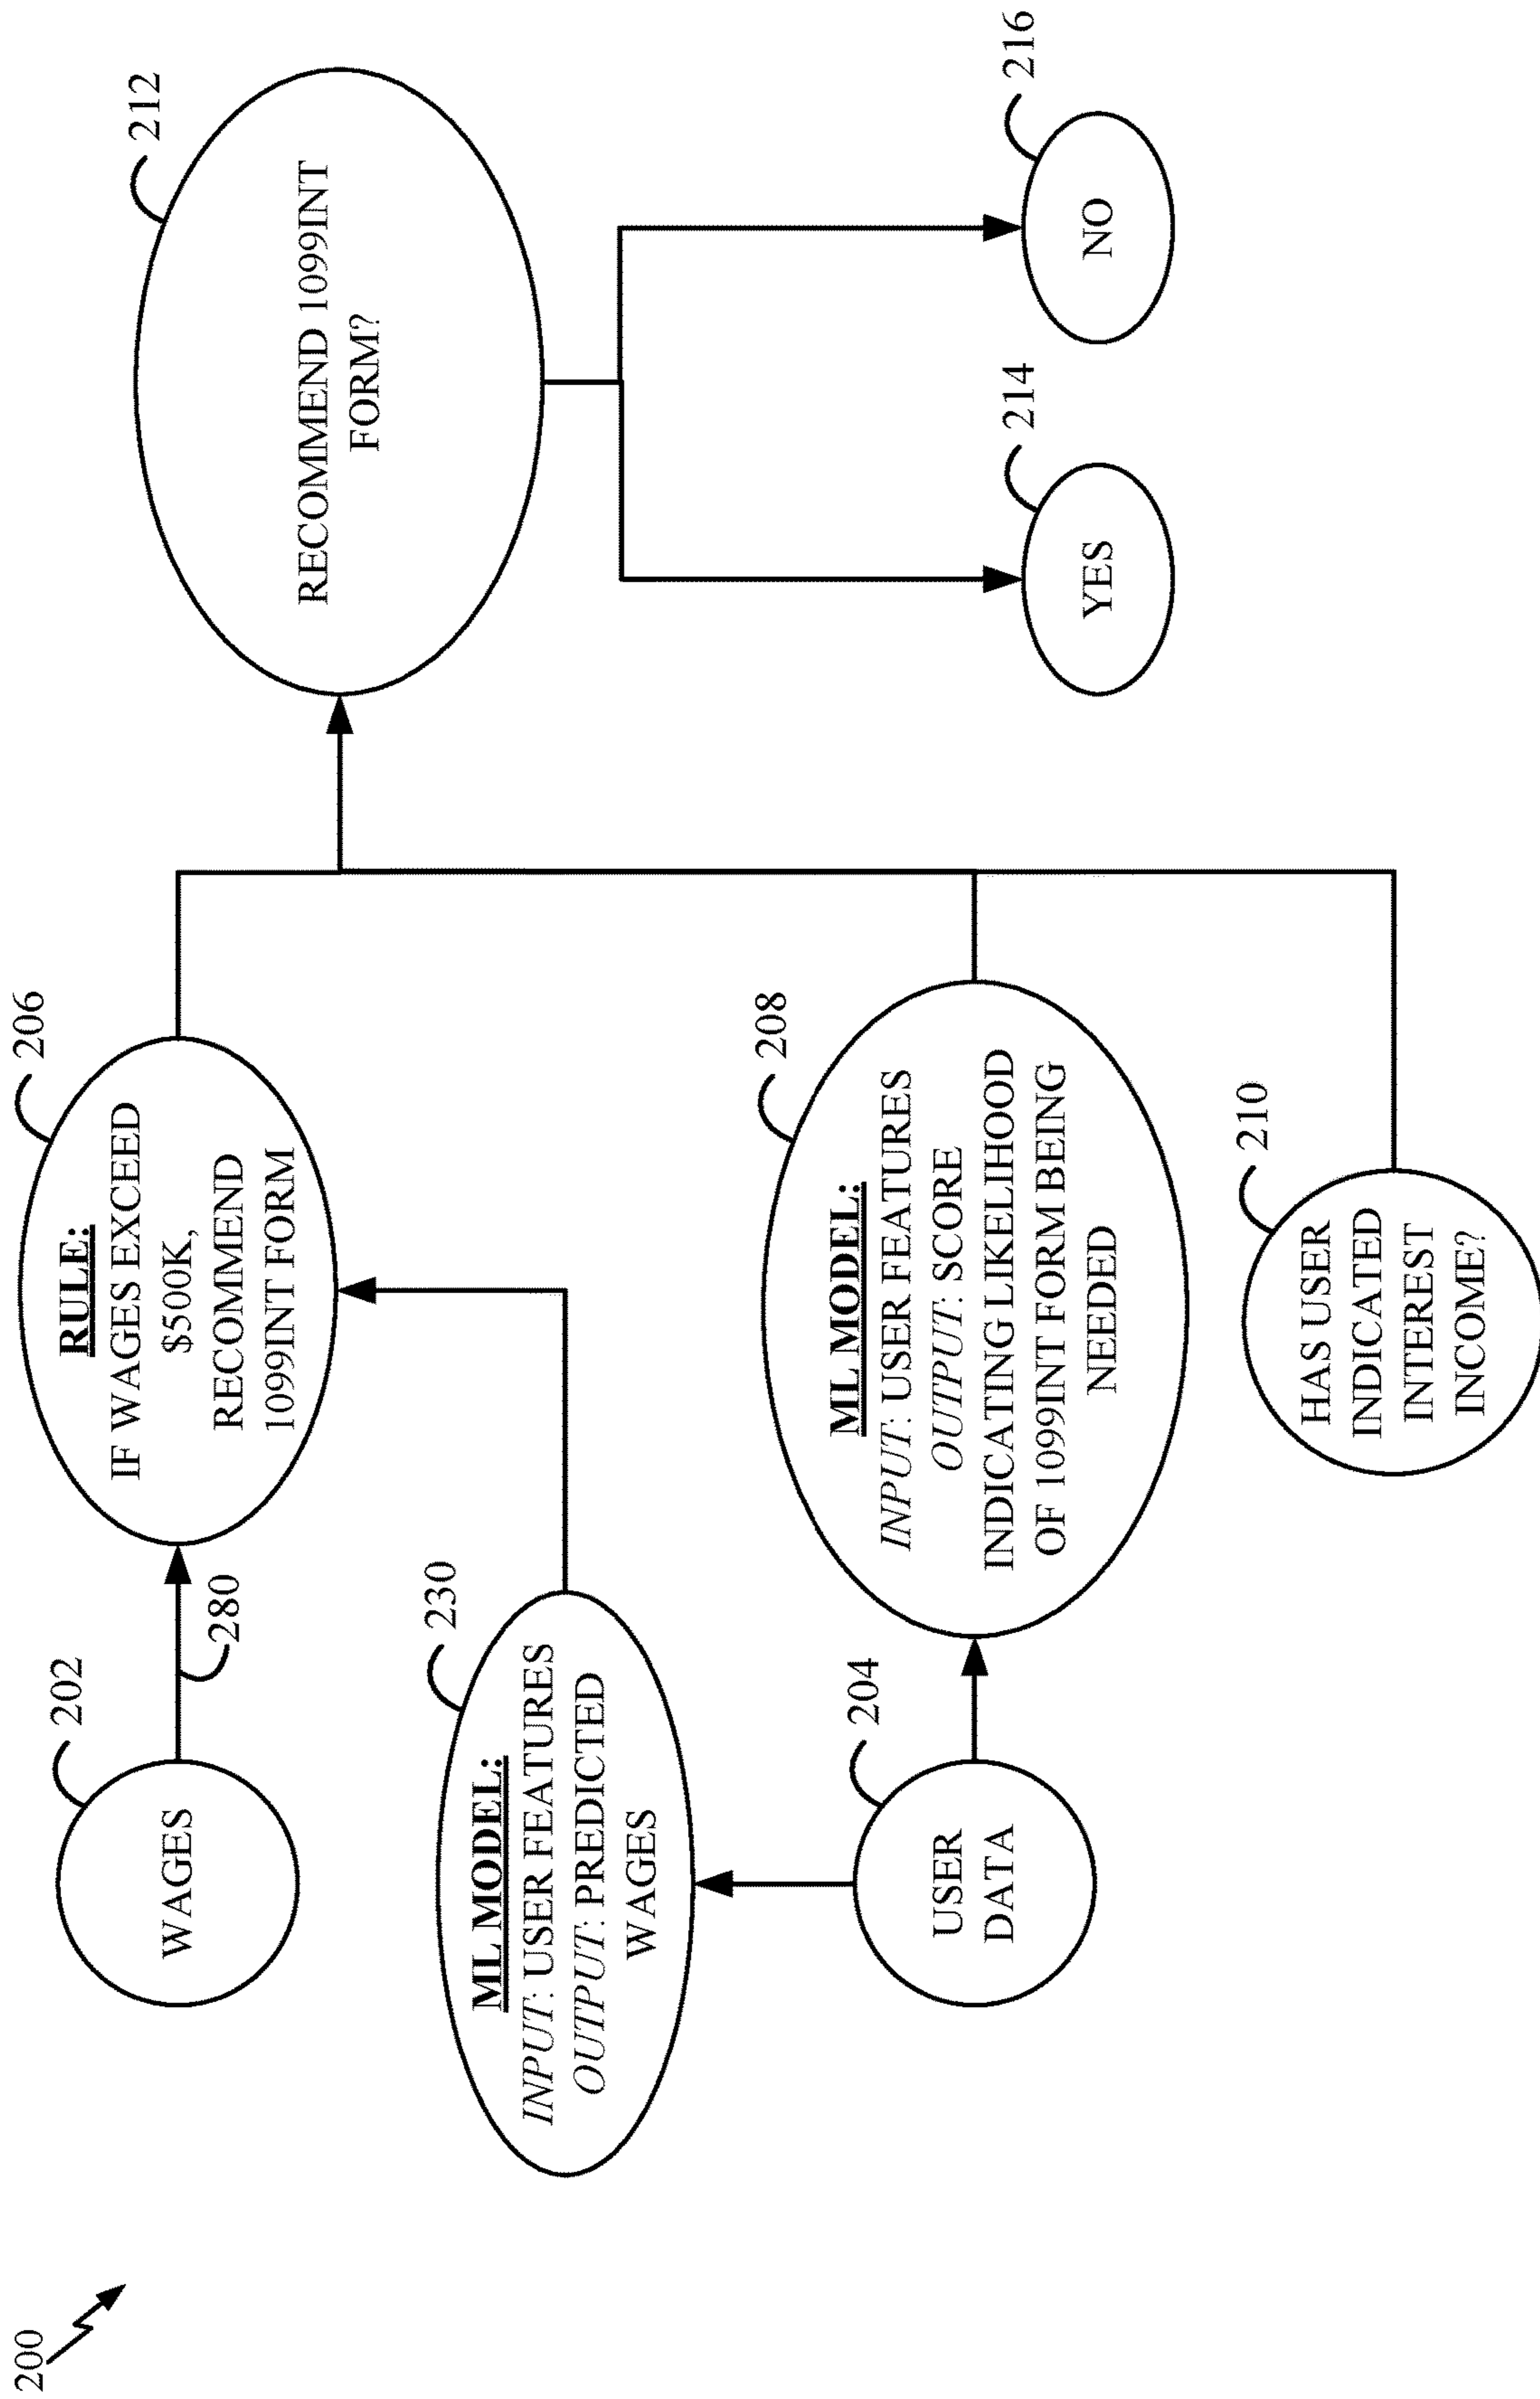 200
202
WAGES
280
206
RULE:
IF WAGES EXCEED
$500K,
RECOMMEND
1099INT FORM
230
ML MODEL:
INPUT: USER FEATURES
OUTPUT: PREDICTED
WAGES
204
USER
DATA
208
ML MODEL:
INPUT: USER FEATURES
OUTPUT: SCORE
INDICATING LIKELIHOOD
OF 1099INT FORM BEING
NEEDED
210
HAS USER
INDICATED
INTEREST
INCOME?
212
RECOMMEND 1099INT
FORM?
214
YES
216
NO